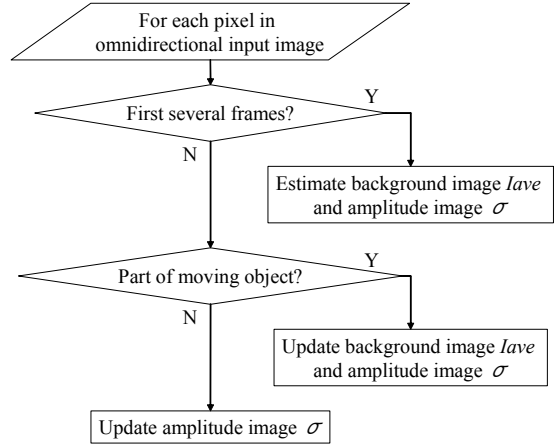 For each pixel in
omnidirectional input image
First several frames?
Y
N
Estimate background image Iave
and amplitude image σ
Part of moving object?
Y
N
Update background image Iave
and amplitude image σ
Update amplitude image σ